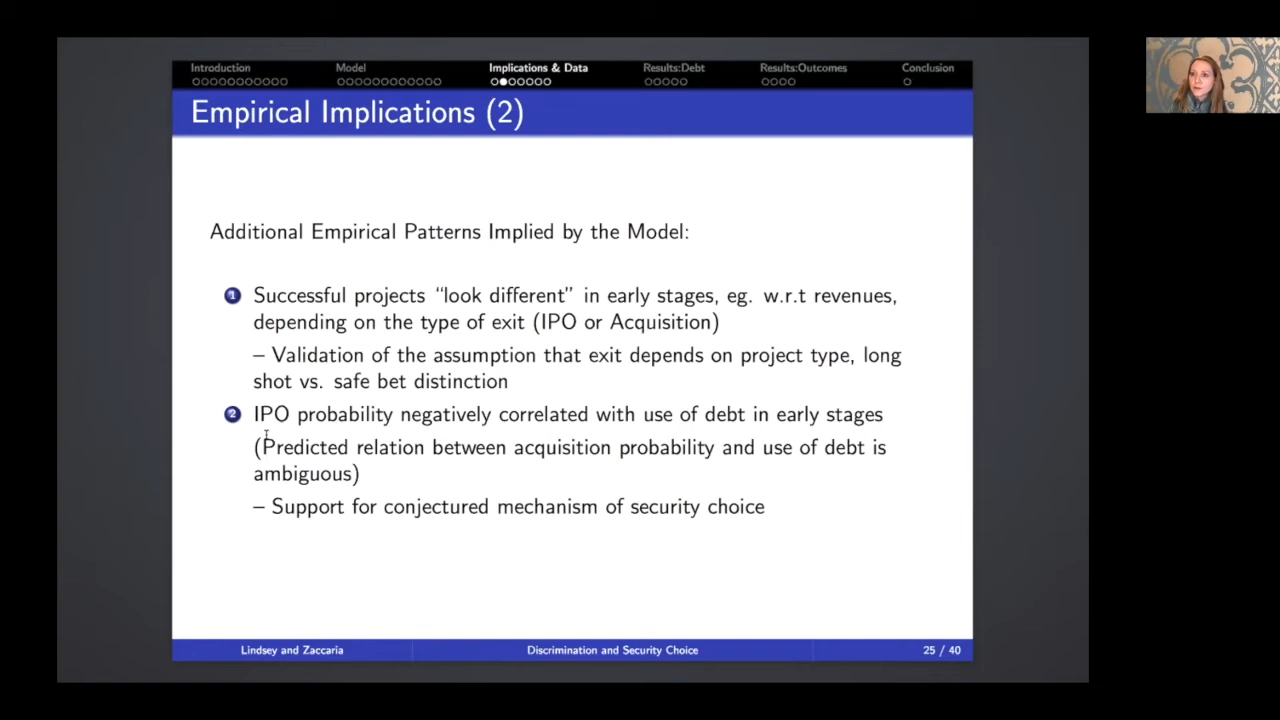 Introduction Model Implications & Data Results:Debt Results:Outcomes Conclusion
Empirical Implications (2)
Additional Empirical Patterns Implied by the Model:
1 Successful projects “look different” in early stages, eg. w.r.t revenues,
depending on the type of exit (IPO or Acquisition)
– Validation of the assumption that exit depends on project type, long
shot vs. safe bet distinction
2 IPO probability negatively correlated with use of debt in early stages
(Predicted relation between acquisition probability and use of debt is
ambiguous)
– Support for conjectured mechanism of security choice
Lindsey and Zaccaria Discrimination and Security Choice 25 / 40